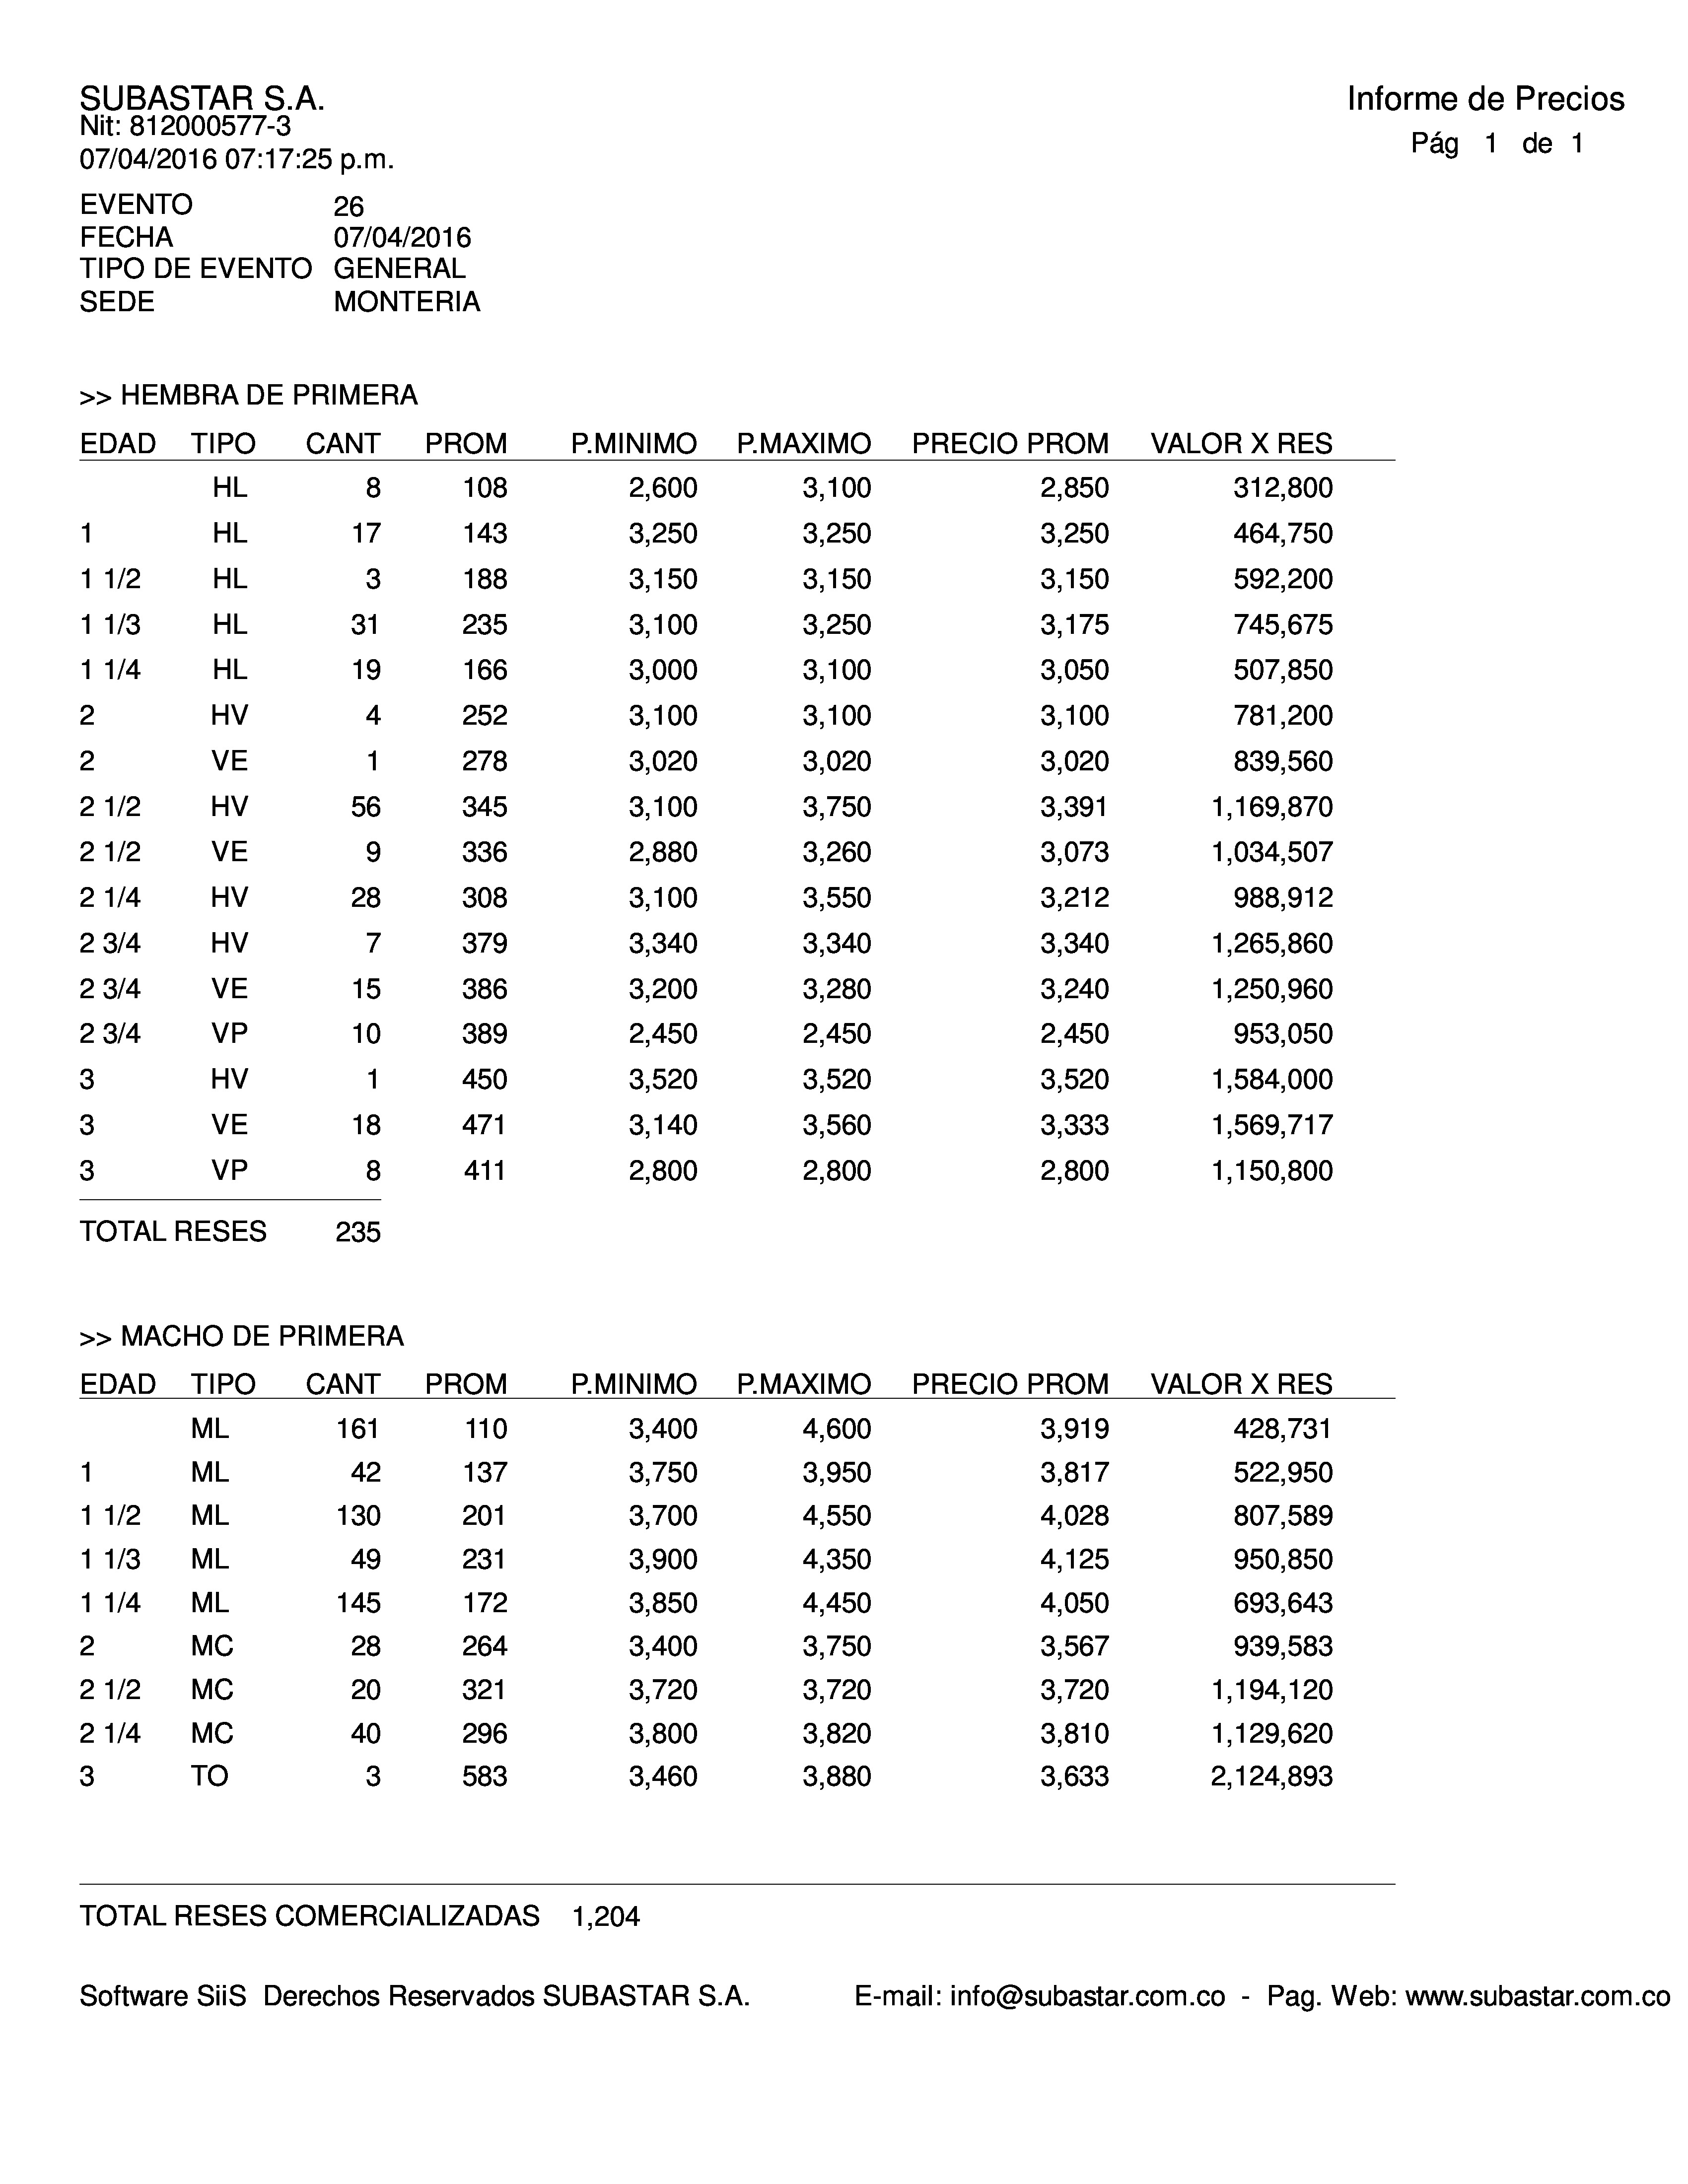 SUBASTAR S.A.
Informe de Precios
Nit: 812000577-3
Pág 1 de 1
07/04/2016 07:17:25 p.m.
EVENTO 26
FECHA 07/04/2016
TIPO DE EVENTO GENERAL
SEDE MONTERIA
>> HEMBRA DE PRIMERA
EDAD TIPO CANT PROM P.MINIMO P.MAXIMO PRECIO PROM VALOR X RES
HL 8 108 2,600 3,100 2,850 312,800
1 HL 17 143 3,250 3,250 3,250 464,750
1 1/2 HL 3 188 3,150 3,150 3,150 592,200
1 1/3 HL 31 235 3,100 3,250 3,175 745,675
1 1/4 HL 19 166 3,000 3,100 3,050 507,850
2 HV 4 252 3,100 3,100 3,100 781,200
2 VE 1 278 3,020 3,020 3,020 839,560
2 1/2 HV 56 345 3,100 3,750 3,391 1,169,870
2 1/2 VE 9 336 2,880 3,260 3,073 1,034,507
2 1/4 HV 28 308 3,100 3,550 3,212 988,912
2 3/4 HV 7 379 3,340 3,340 3,340 1,265,860
2 3/4 VE 15 386 3,200 3,280 3,240 1,250,960
2 3/4 VP 10 389 2,450 2,450 2,450 953,050
3 HV 1 450 3,520 3,520 3,520 1,584,000
3 VE 18 471 3,140 3,560 3,333 1,569,717
3 VP 8 411 2,800 2,800 2,800 1,150,800
TOTAL RESES 235
>> MACHO DE PRIMERA
EDAD TIPO CANT PROM P.MINIMO P.MAXIMO PRECIO PROM VALOR X RES
ML 161 110 3,400 4,600 3,919 428,731
1 ML 42 137 3,750 3,950 3,817 522,950
1 1/2 ML 130 201 3,700 4,550 4,028 807,589
1 1/3 ML 49 231 3,900 4,350 4,125 950,850
1 1/4 ML 145 172 3,850 4,450 4,050 693,643
2 MC 28 264 3,400 3,750 3,567 939,583
2 1/2 MC 20 321 3,720 3,720 3,720 1,194,120
2 1/4 MC 40 296 3,800 3,820 3,810 1,129,620
3 TO 3 583 3,460 3,880 3,633 2,124,893
TOTAL RESES COMERCIALIZADAS 1,204
Software SiiS Derechos Reservados SUBASTAR S.A. E-mail: info@subastar.com.co - Pag. Web: www.subastar.com.co